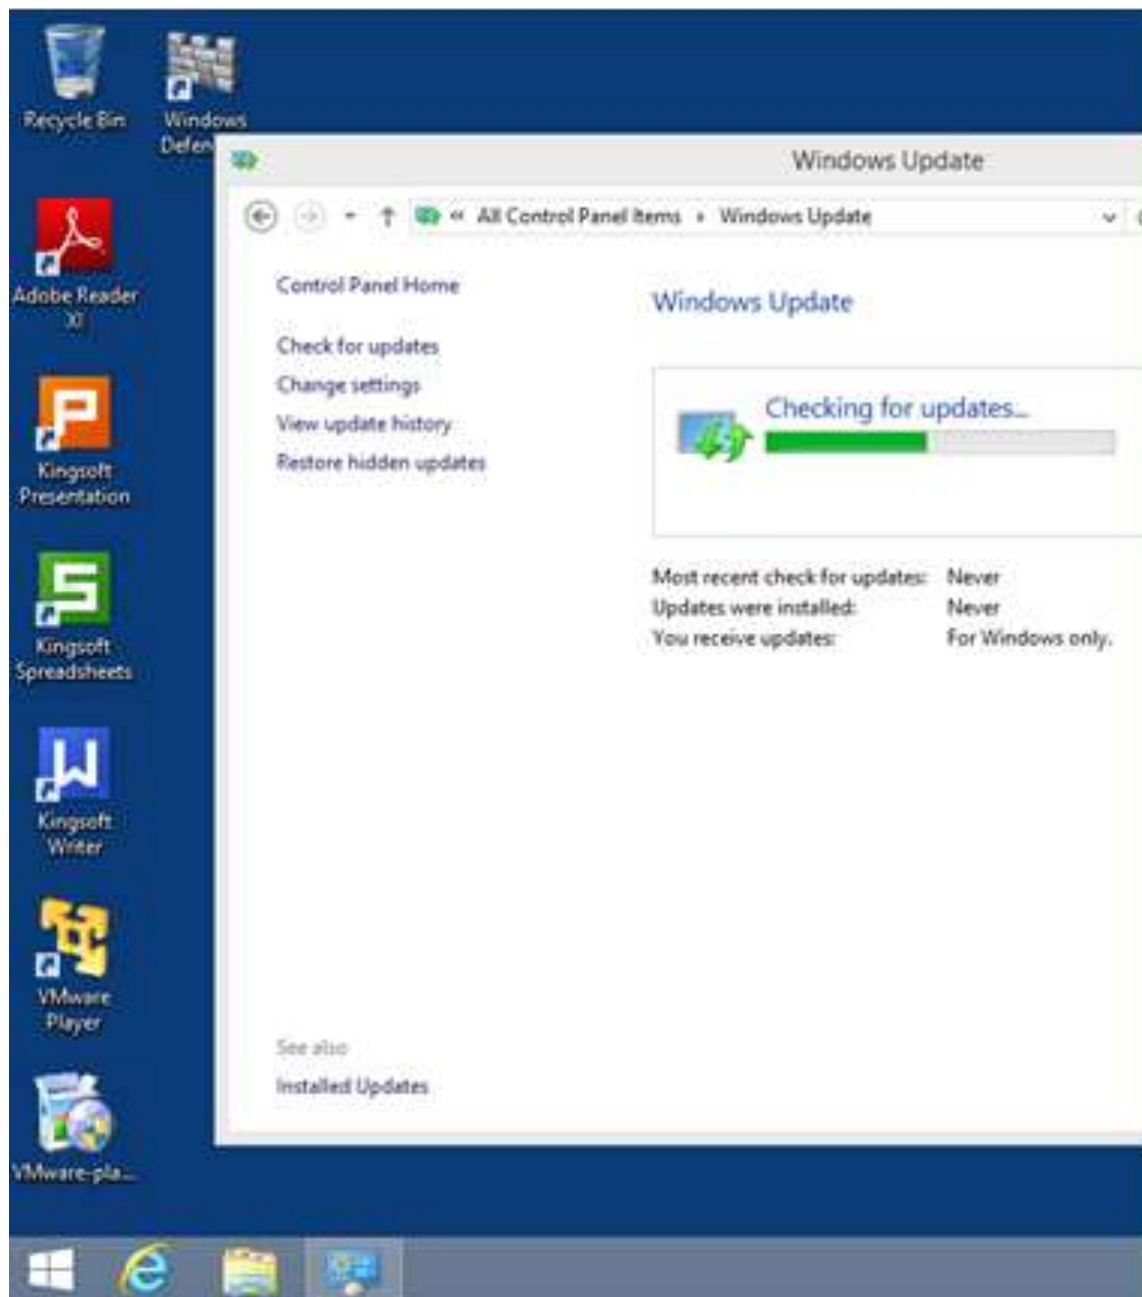 Recycle Bin
Windows
Defen
Adobe Reader
XI
Kingsoft
Presentation
Kingsoft
Spreadsheets
Kingsoft
Writer
VMware
Player
VMware-pla...
Windows Update
« All Control Panel Items ▸ Windows Update
Control Panel Home
Check for updates
Change settings
View update history
Restore hidden updates
Windows Update
Checking for updates...
Most recent check for updates: Never
Updates were installed: Never
You receive updates: For Windows only.
See also
Installed Updates